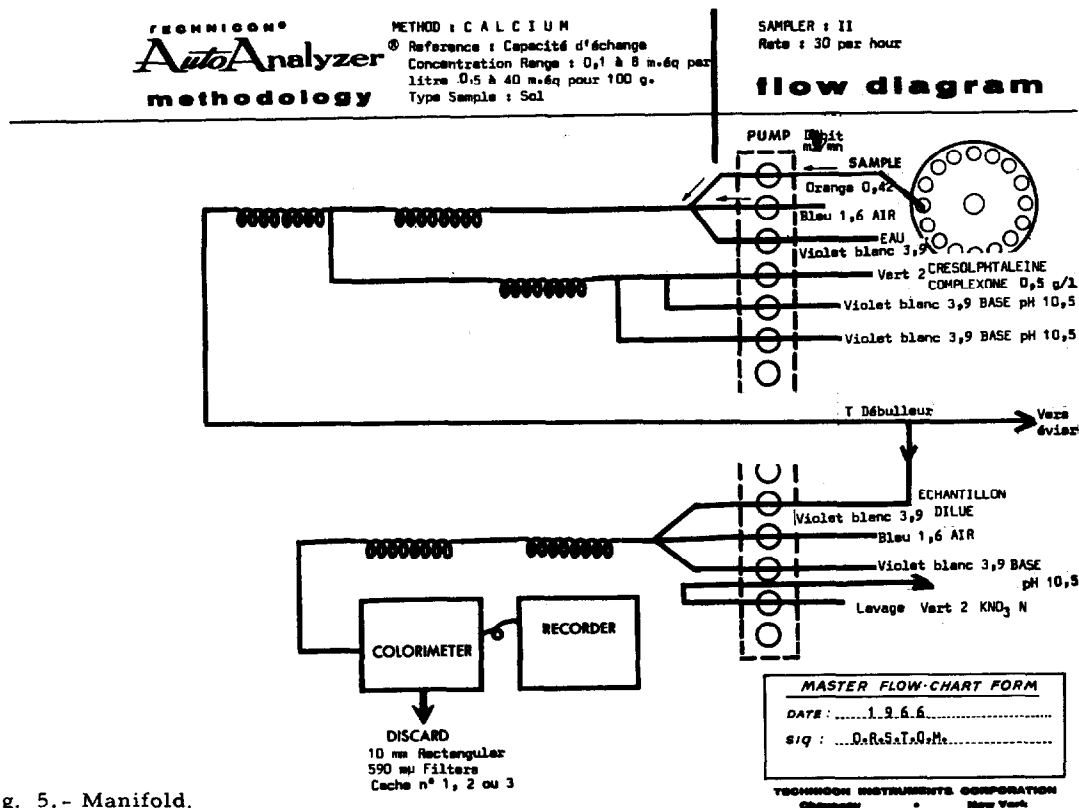 TECHNICON®
AutoAnalyzer®
methodology
METHOD : CALCIUM
Reference : Capacité d'échange
Concentration Range : 0,1 à 8 m.éq par
litre 0.5 à 40 m.éq pour 100 g.
Type Sample : Sol
SAMPLER : II
Rate : 30 per hour
flow diagram
PUMP
SAMPLE
Orange 0,42
Bleu 1,6 AIR
EAU
Violet blanc 3,9
Vert 2 CRESOLPHTALEINE
COMPLEXONE 0,5 g/l
Violet blanc 3,9 BASE pH 10,5
Violet blanc 3,9 BASE pH 10,5
T Débulleur
Vers
évier
ECHANTILLON
Violet blanc 3,9 DILUE
Bleu 1,6 AIR
Violet blanc 3,9 BASE
pH 10,5
Lavage Vert 2 KNO3 N
COLORIMETER
RECORDER
DISCARD
10 mm Rectangular
590 mµ Filters
Cache n° 1, 2 ou 3
MASTER FLOW-CHART FORM
DATE : 1966
SIG : O.R.S.T.O.M.
TECHNICON INSTRUMENTS CORPORATION
Chauncey • New York
g. 5.- Manifold.